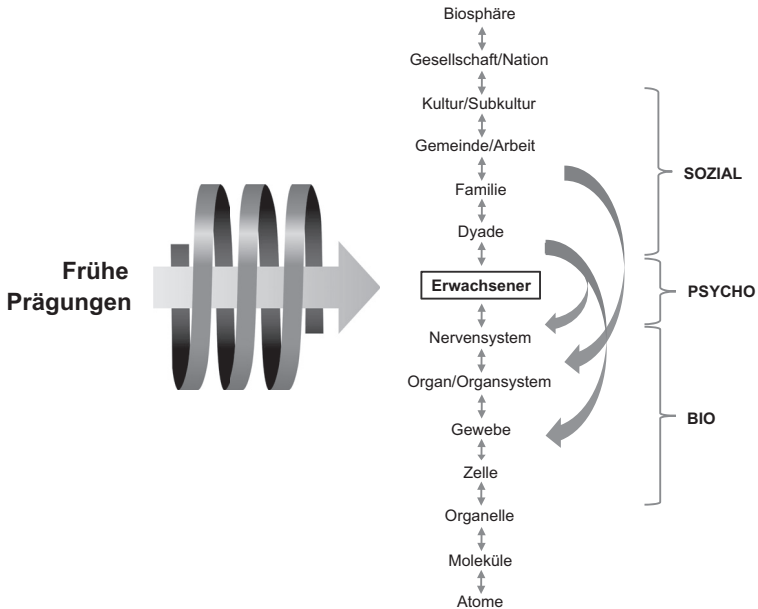 Biosphäre
Gesellschaft/Nation
Kultur/Subkultur
Gemeinde/Arbeit
Familie
Dyade
Erwachsener
Nervensystem
Organ/Organsystem
Gewebe
Zelle
Organelle
Moleküle
Atome
Frühe
Prägungen
SOZIAL
PSYCHO
BIO